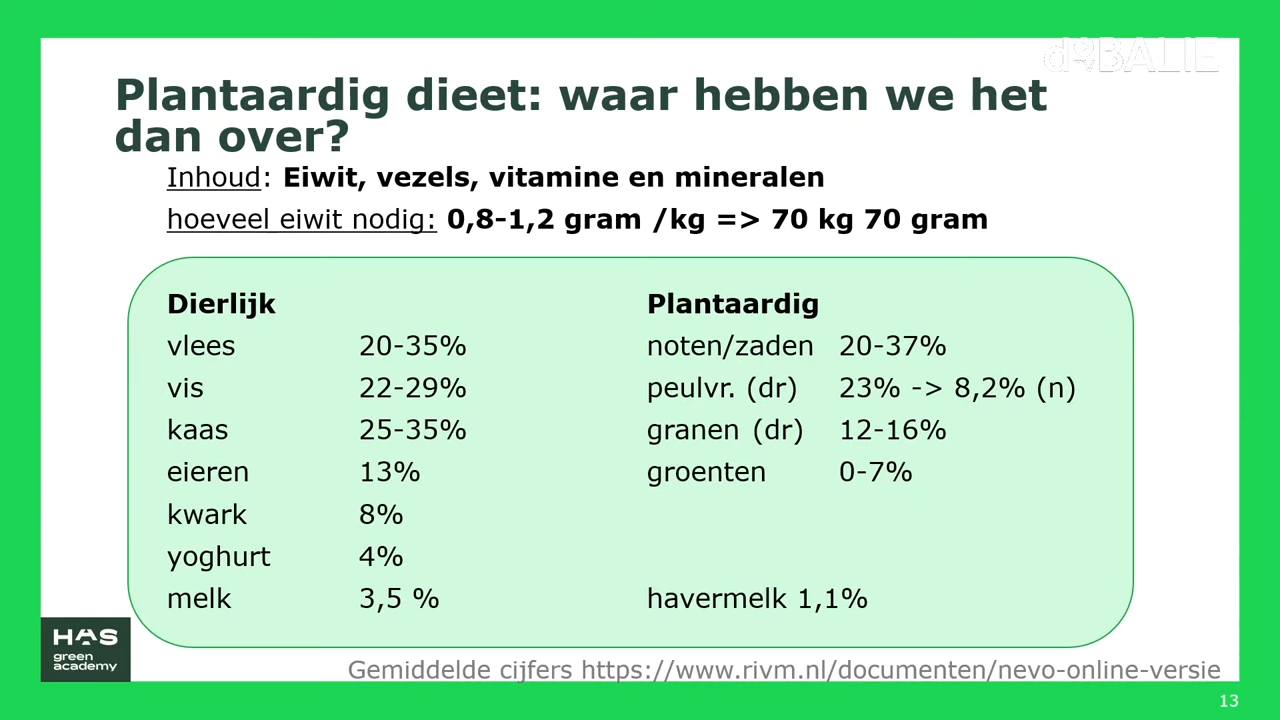 de BALIE
Plantaardig dieet: waar hebben we het
dan over?
Inhoud: Eiwit, vezels, vitamine en mineralen
hoeveel eiwit nodig: 0,8-1,2 gram /kg => 70 kg 70 gram
Dierlijk Plantaardig
vlees 20-35% noten/zaden 20-37%
vis 22-29% peulvr. (dr) 23% -> 8,2% (n)
kaas 25-35% granen (dr) 12-16%
eieren 13% groenten 0-7%
kwark 8%
yoghurt 4%
melk 3,5 % havermelk 1,1%
HAS
green
academy
Gemiddelde cijfers https://www.rivm.nl/documenten/nevo-online-versie
13